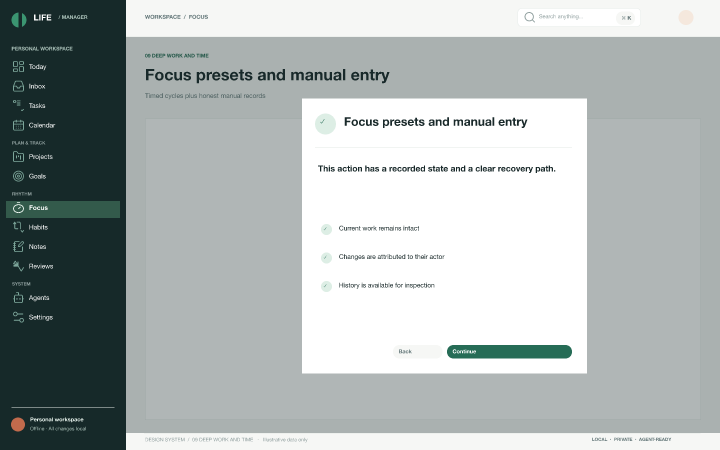 LIFE / MANAGER
PERSONAL WORKSPACE
Today
Inbox
Tasks
Calendar
PLAN & TRACK
Projects
Goals
RHYTHM
Focus
Habits
Notes
Reviews
SYSTEM
Agents
Settings
Personal workspace
Offline · All changes local
WORKSPACE / FOCUS
Search anything...
⌘ K
09 DEEP WORK AND TIME
Focus presets and manual entry
Timed cycles plus honest manual records
✓ Focus presets and manual entry
This action has a recorded state and a clear recovery path.
✓ Current work remains intact
✓ Changes are attributed to their actor
✓ History is available for inspection
Back
Continue
DESIGN SYSTEM / 09 DEEP WORK AND TIME · Illustrative data only
LOCAL · PRIVATE · AGENT-READY